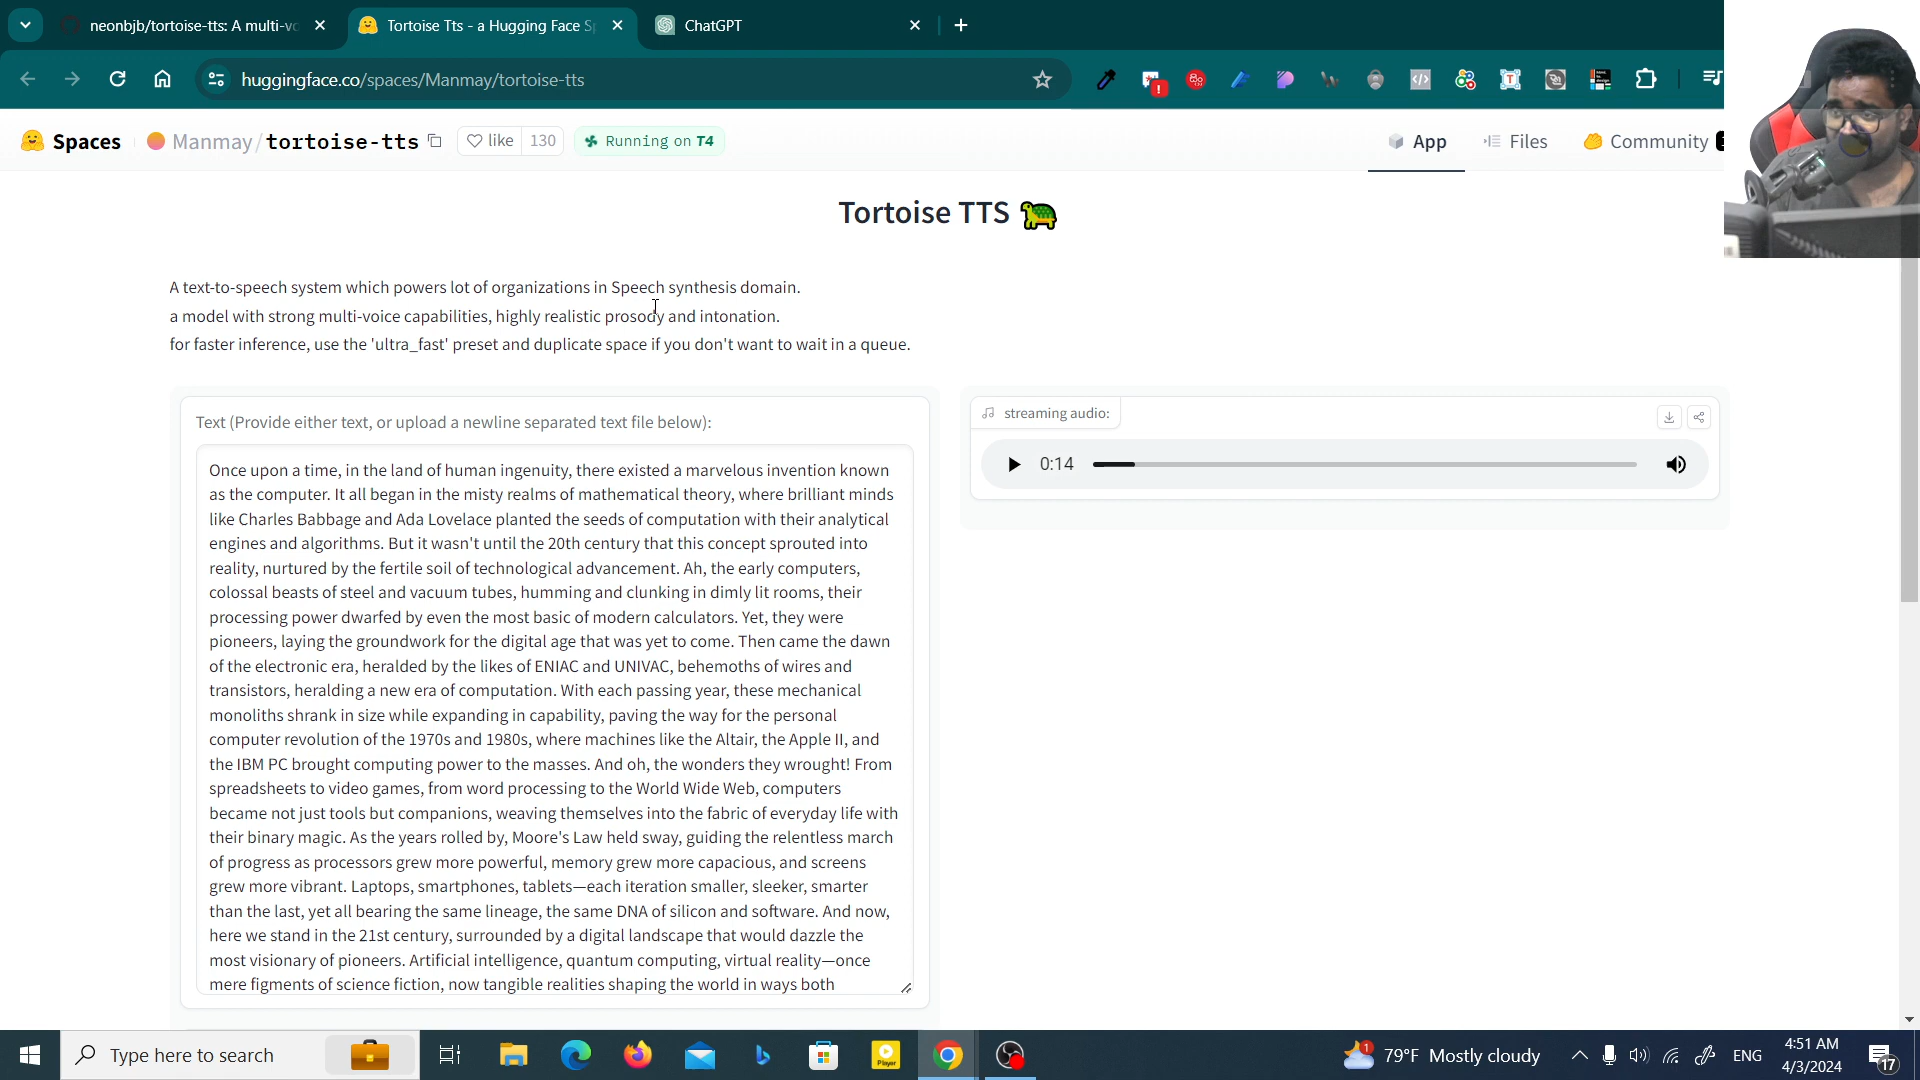 neonbjb/tortoise-tts: A multi-vo
Tortoise Tts - a Hugging Face S
ChatGPT
huggingface.co/spaces/Manmay/tortoise-tts
Spaces
Manmay/tortoise-tts
like 130
Running on T4
App
Files
Community
Tortoise TTS
A text-to-speech system which powers lot of organizations in Speech synthesis domain.
a model with strong multi-voice capabilities, highly realistic prosody and intonation.
for faster inference, use the 'ultra_fast' preset and duplicate space if you don't want to wait in a queue.
Text (Provide either text, or upload a newline separated text file below):
Once upon a time, in the land of human ingenuity, there existed a marvelous invention known
as the computer. It all began in the misty realms of mathematical theory, where brilliant minds
like Charles Babbage and Ada Lovelace planted the seeds of computation with their analytical
engines and algorithms. But it wasn't until the 20th century that this concept sprouted into
reality, nurtured by the fertile soil of technological advancement. Ah, the early computers,
colossal beasts of steel and vacuum tubes, humming and clunking in dimly lit rooms, their
processing power dwarfed by even the most basic of modern calculators. Yet, they were
pioneers, laying the groundwork for the digital age that was yet to come. Then came the dawn
of the electronic era, heralded by the likes of ENIAC and UNIVAC, behemoths of wires and
transistors, heralding a new era of computation. With each passing year, these mechanical
monoliths shrank in size while expanding in capability, paving the way for the personal
computer revolution of the 1970s and 1980s, where machines like the Altair, the Apple II, and
the IBM PC brought computing power to the masses. And oh, the wonders they wrought! From
spreadsheets to video games, from word processing to the World Wide Web, computers
became not just tools but companions, weaving themselves into the fabric of everyday life with
their binary magic. As the years rolled by, Moore's Law held sway, guiding the relentless march
of progress as processors grew more powerful, memory grew more capacious, and screens
grew more vibrant. Laptops, smartphones, tablets—each iteration smaller, sleeker, smarter
than the last, yet all bearing the same lineage, the same DNA of silicon and software. And now,
here we stand in the 21st century, surrounded by a digital landscape that would dazzle the
most visionary of pioneers. Artificial intelligence, quantum computing, virtual reality—once
mere figments of science fiction, now tangible realities shaping the world in ways both
streaming audio:
0:14
Type here to search
Player
1
79°F Mostly cloudy
ENG
4:51 AM
4/3/2024
17